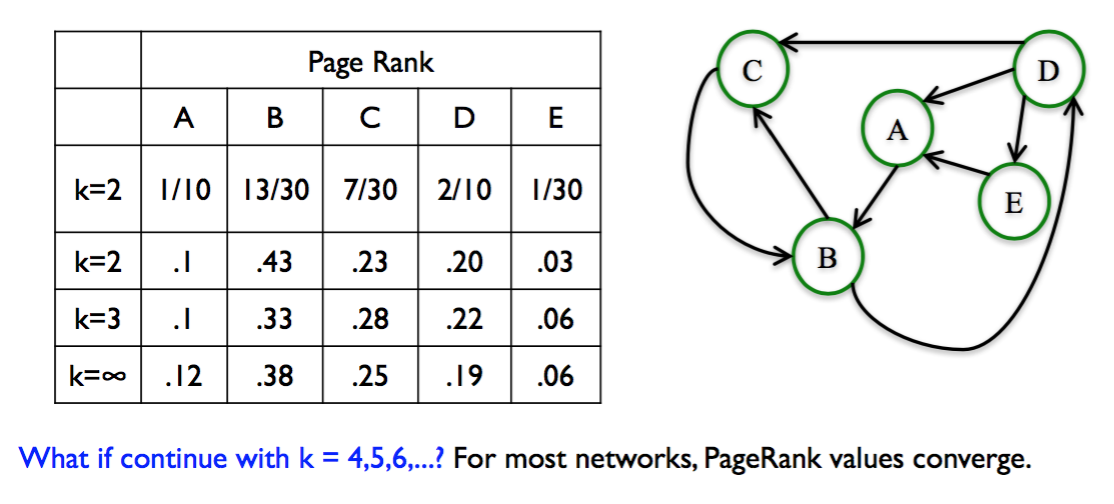 Page Rank
A B C D E
k=2 1/10 13/30 7/30 2/10 1/30
k=2 .1 .43 .23 .20 .03
k=3 .1 .33 .28 .22 .06
k=∞ .12 .38 .25 .19 .06
C
D
A
E
B
What if continue with k = 4,5,6,...? For most networks, PageRank values converge.